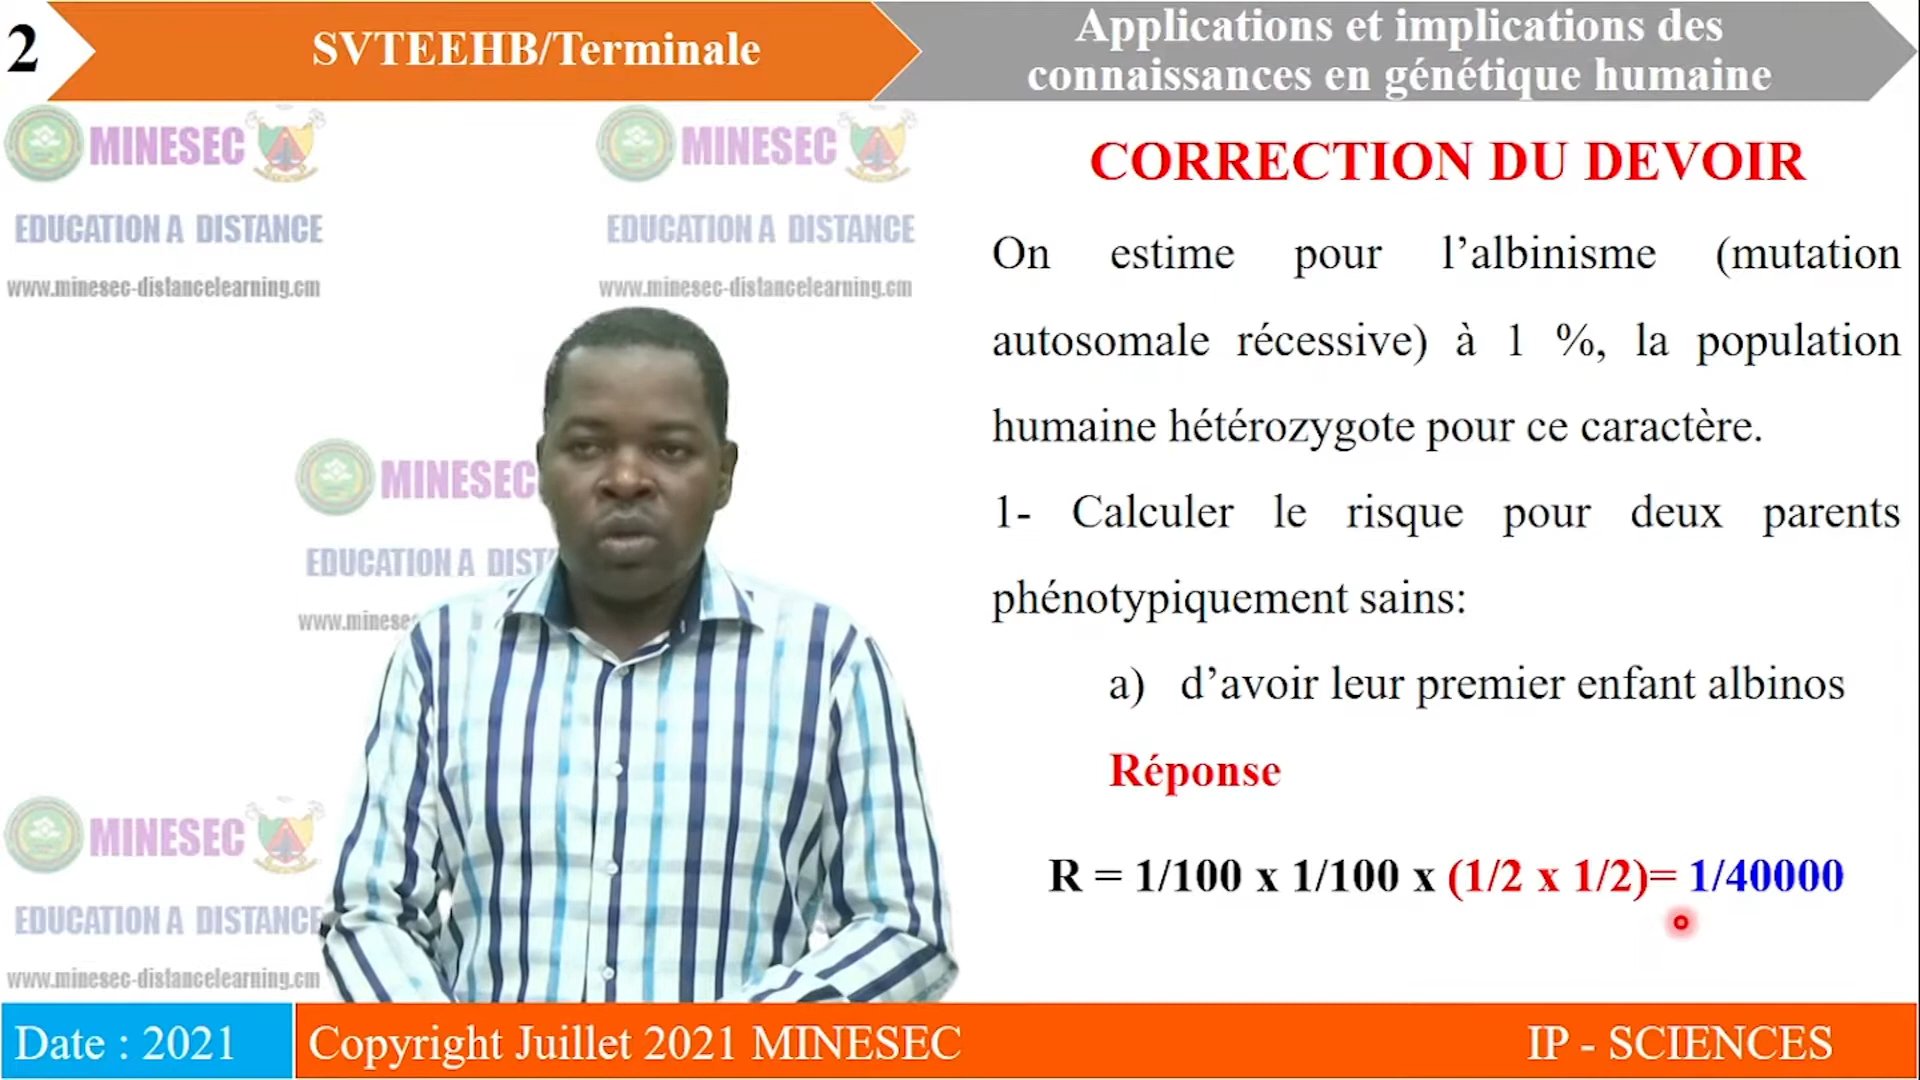 2
SVTEEHB/Terminale
Applications et implications des
connaissances en génétique humaine
MINESEC
EDUCATION A DISTANCE
www.minesec-distancelearning.cm
MINESEC
EDUCATION A DISTANCE
www.minesec-distancelearning.cm
MINESEC
EDUCATION A DIST
www.minesec
MINESEC
EDUCATION A DISTANCE
www.minesec-distancelearning.cm
CORRECTION DU DEVOIR
On estime pour l’albinisme (mutation
autosomale récessive) à 1 %, la population
humaine hétérozygote pour ce caractère.
1- Calculer le risque pour deux parents
phénotypiquement sains:
a) d’avoir leur premier enfant albinos
Réponse
R = 1/100 x 1/100 x (1/2 x 1/2)= 1/40000
Date : 2021
Copyright Juillet 2021 MINESEC
IP - SCIENCES